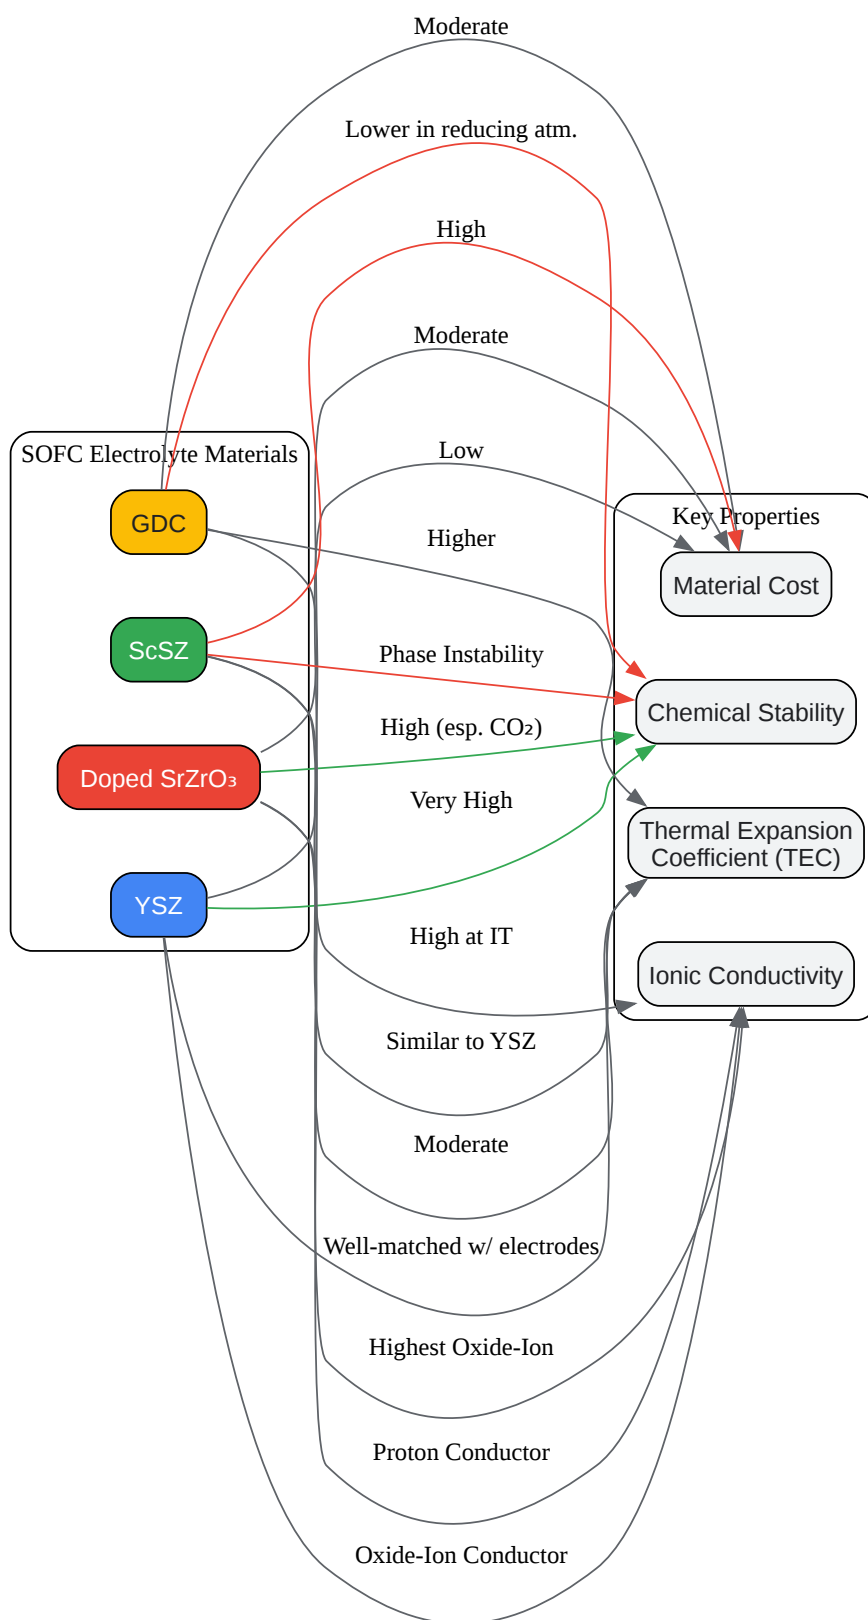 Moderate
Lower in reducing atm.
High
Moderate
Low
SOFC Electrolyte Materials
GDC
Higher
Key Properties
Material Cost
ScSZ
Phase Instability
Chemical Stability
High (esp. CO₂)
Doped SrZrO₃
Very High
Thermal Expansion
Coefficient (TEC)
YSZ
High at IT
Ionic Conductivity
Similar to YSZ
Moderate
Well-matched w/ electrodes
Highest Oxide-Ion
Proton Conductor
Oxide-Ion Conductor